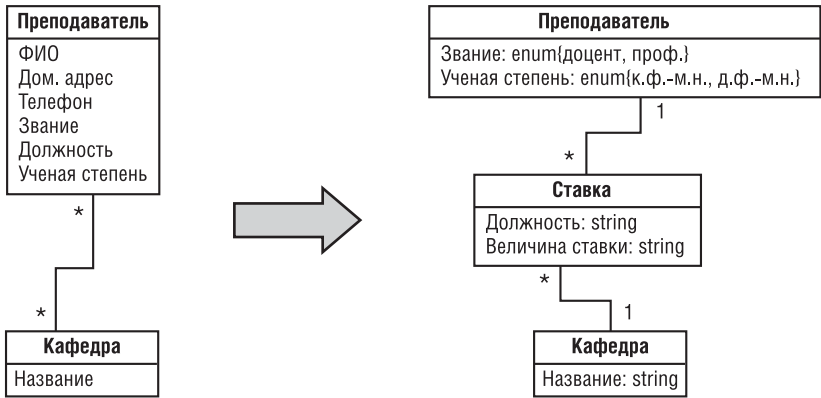 Преподаватель
ФИО
Дом. адрес
Телефон
Звание
Должность
Ученая степень
*
*
Кафедра
Название
Преподаватель
Звание: enum{доцент, проф.}
Ученая степень: enum{к.ф.-м.н., д.ф.-м.н.}
1
*
Ставка
Должность: string
Величина ставки: string
*
1
Кафедра
Название: string